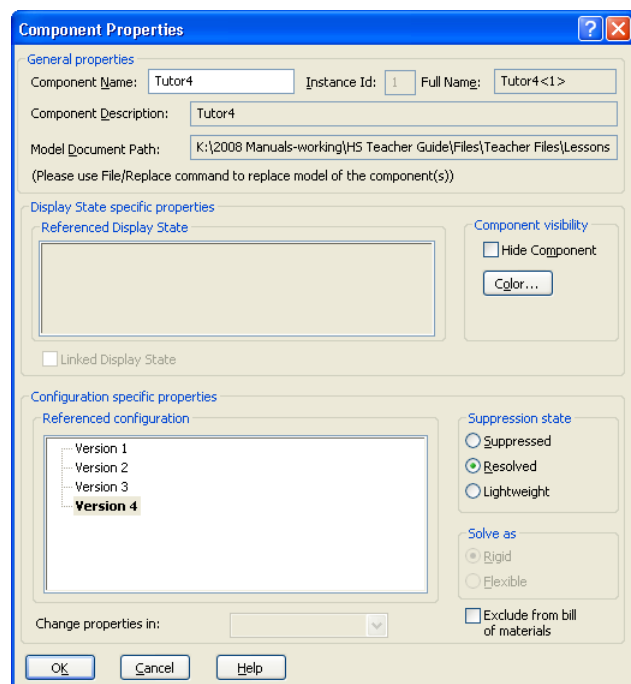 Component Properties
General properties
Component Name: Tutor4 Instance Id: 1 Full Name: Tutor4<1>
Component Description: Tutor4
Model Document Path: K:\2008 Manuals-working\HS Teacher Guide\Files\Teacher Files\Lessons
(Please use File/Replace command to replace model of the component(s))
Display State specific properties
Referenced Display State
Component visibility
Hide Component
Color...
Linked Display State
Configuration specific properties
Referenced configuration
Version 1
Version 2
Version 3
Version 4
Suppression state
Suppressed
Resolved
Lightweight
Solve as
Rigid
Flexible
Change properties in:
Exclude from bill
of materials
OK Cancel Help